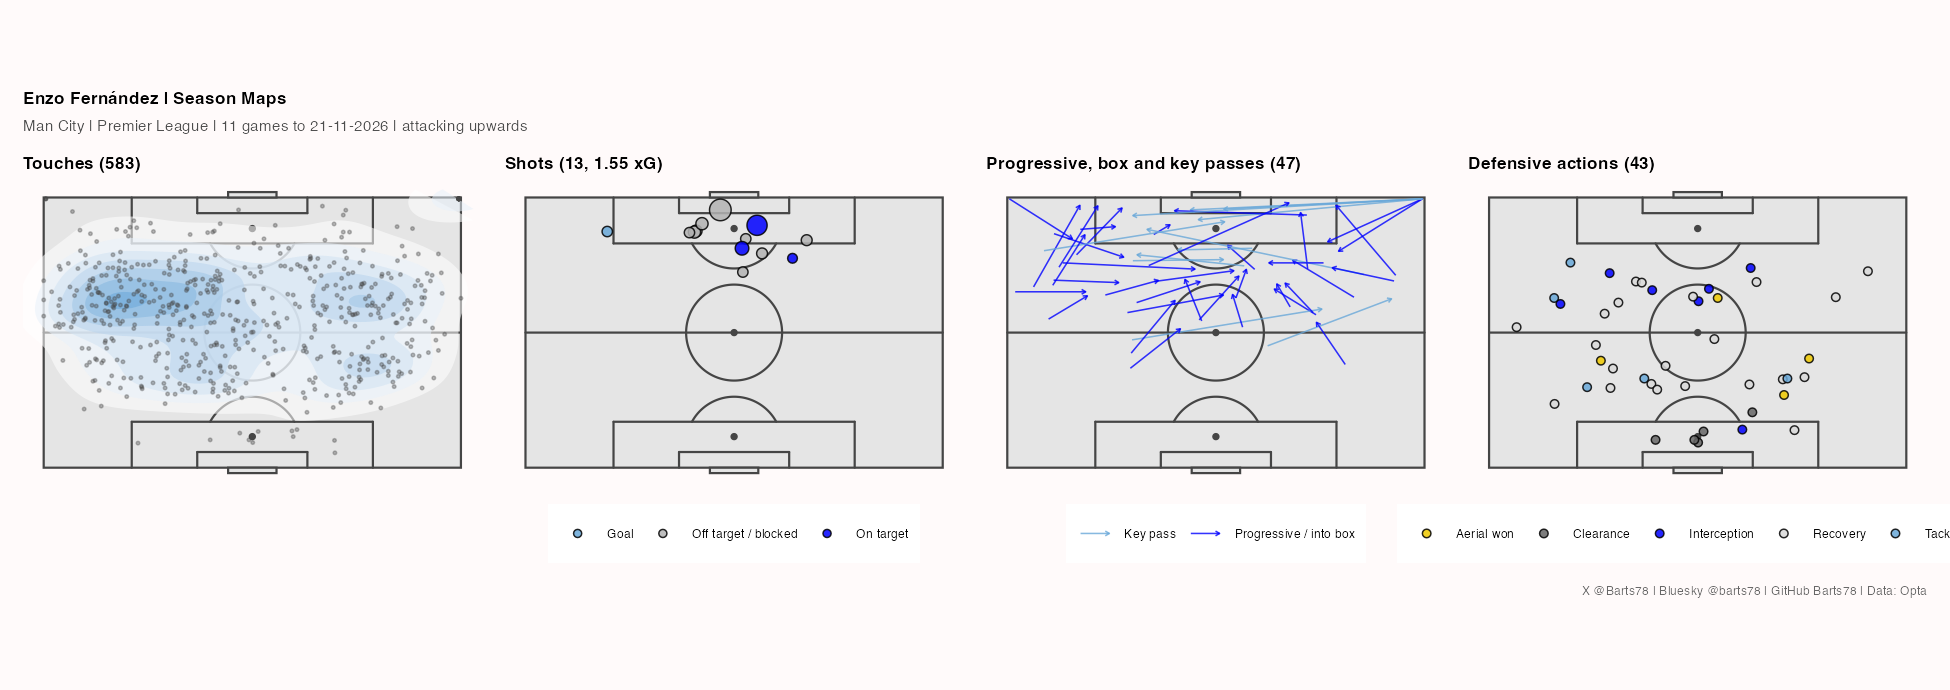 Enzo Fernández | Season Maps
Man City | Premier League | 11 games to 21-11-2026 | attacking upwards
Touches (583)
Shots (13, 1.55 xG)
Progressive, box and key passes (47)
Defensive actions (43)
Goal
Off target / blocked
On target
Key pass
Progressive / into box
Aerial won
Clearance
Interception
Recovery
Tack
X @Barts78 | Bluesky @barts78 | GitHub Barts78 | Data: Opta